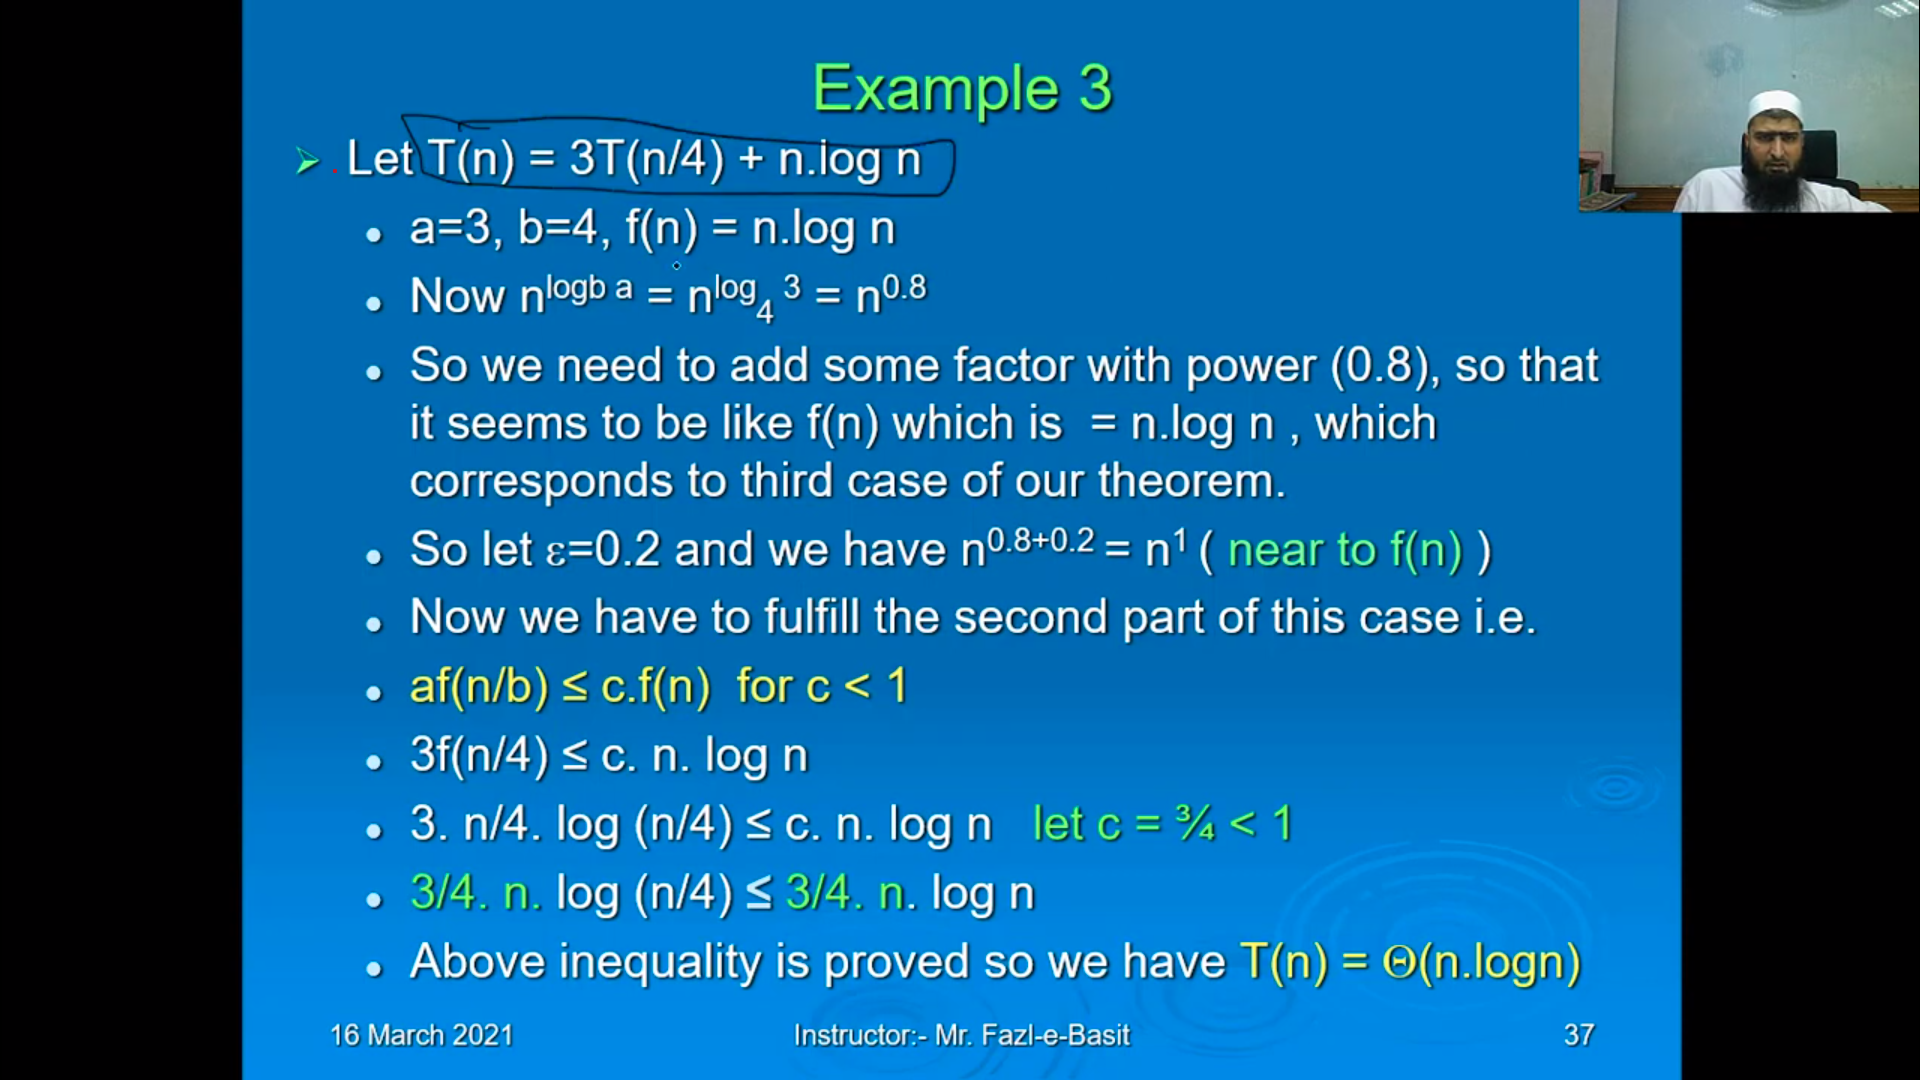 Example 3
Let T(n) = 3T(n/4) + n.log n
a=3, b=4, f(n) = n.log n
Now n^logb a = n^log₄ 3 = n^0.8
So we need to add some factor with power (0.8), so that
it seems to be like f(n) which is = n.log n , which
corresponds to third case of our theorem.
So let ε=0.2 and we have n^0.8+0.2 = n^1 ( near to f(n) )
Now we have to fulfill the second part of this case i.e.
af(n/b) ≤ c.f(n) for c < 1
3f(n/4) ≤ c. n. log n
3. n/4. log (n/4) ≤ c. n. log n let c = ¾ < 1
3/4. n. log (n/4) ≤ 3/4. n. log n
Above inequality is proved so we have T(n) = Θ(n.logn)
16 March 2021 Instructor:- Mr. Fazl-e-Basit 37